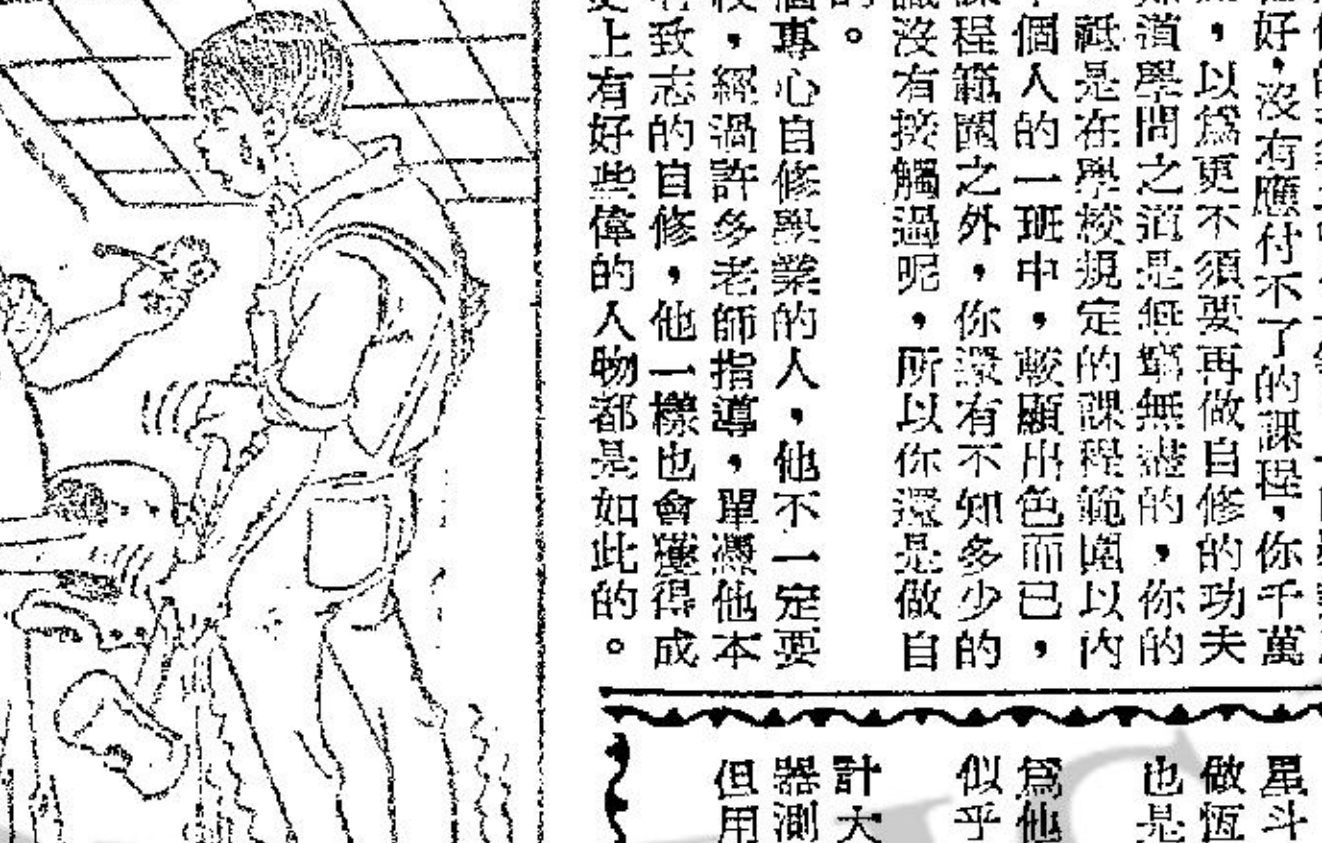 好，沒有應付不了的課程，你千萬
，以爲更不須要再做自修的功夫
道學問之道是無窮無盡的，你的
祇是在學校規定的課程範圍以內
個人的一班中，較顯出色而已，
程範圍之外，你還有不知多少的
識沒有接觸過呢，所以你還是做自
。
專心自修學業的人，他不一定要
，經過許多老師指導，單憑他本
致志的自修，他一樣也會獲得成
上有好些偉的人物都是如此的。
星斗
做恆
也是
爲他
似乎
計大
器測
但用